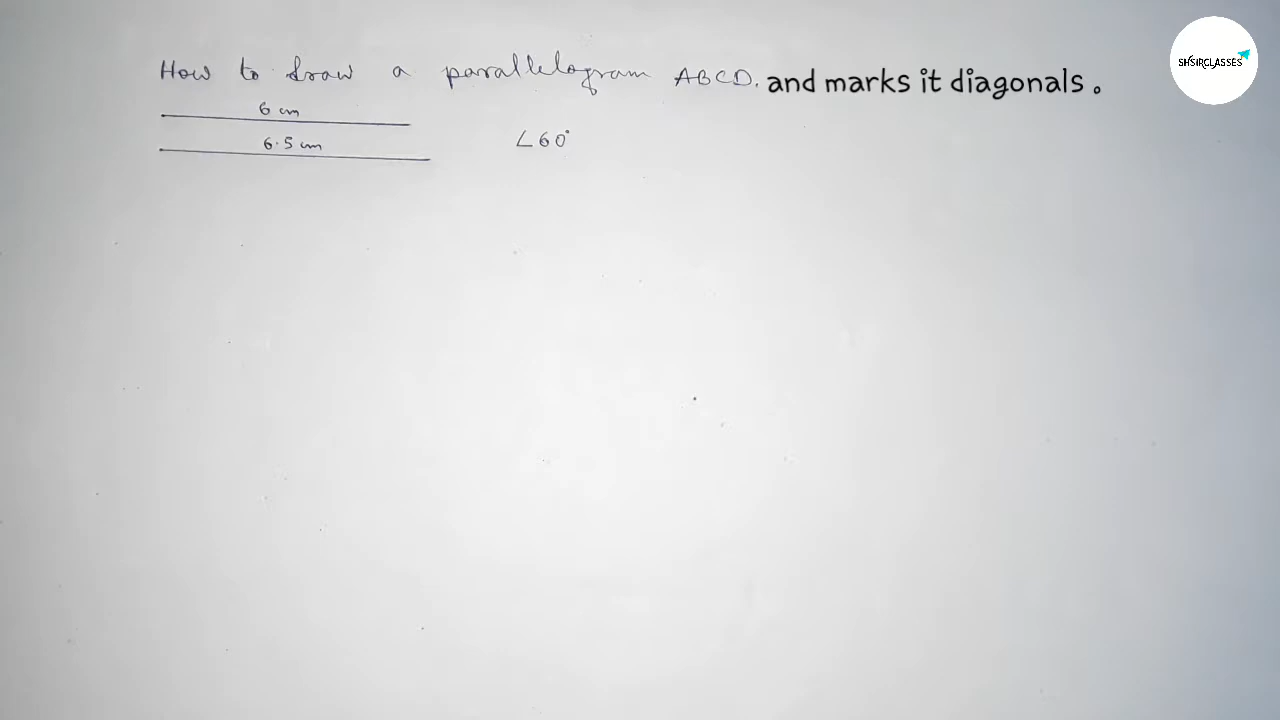 How to draw a parallelogram ABCD. and marks it diagonals.
SHSIRCLASSES
6 cm
6.5 cm ∠60°